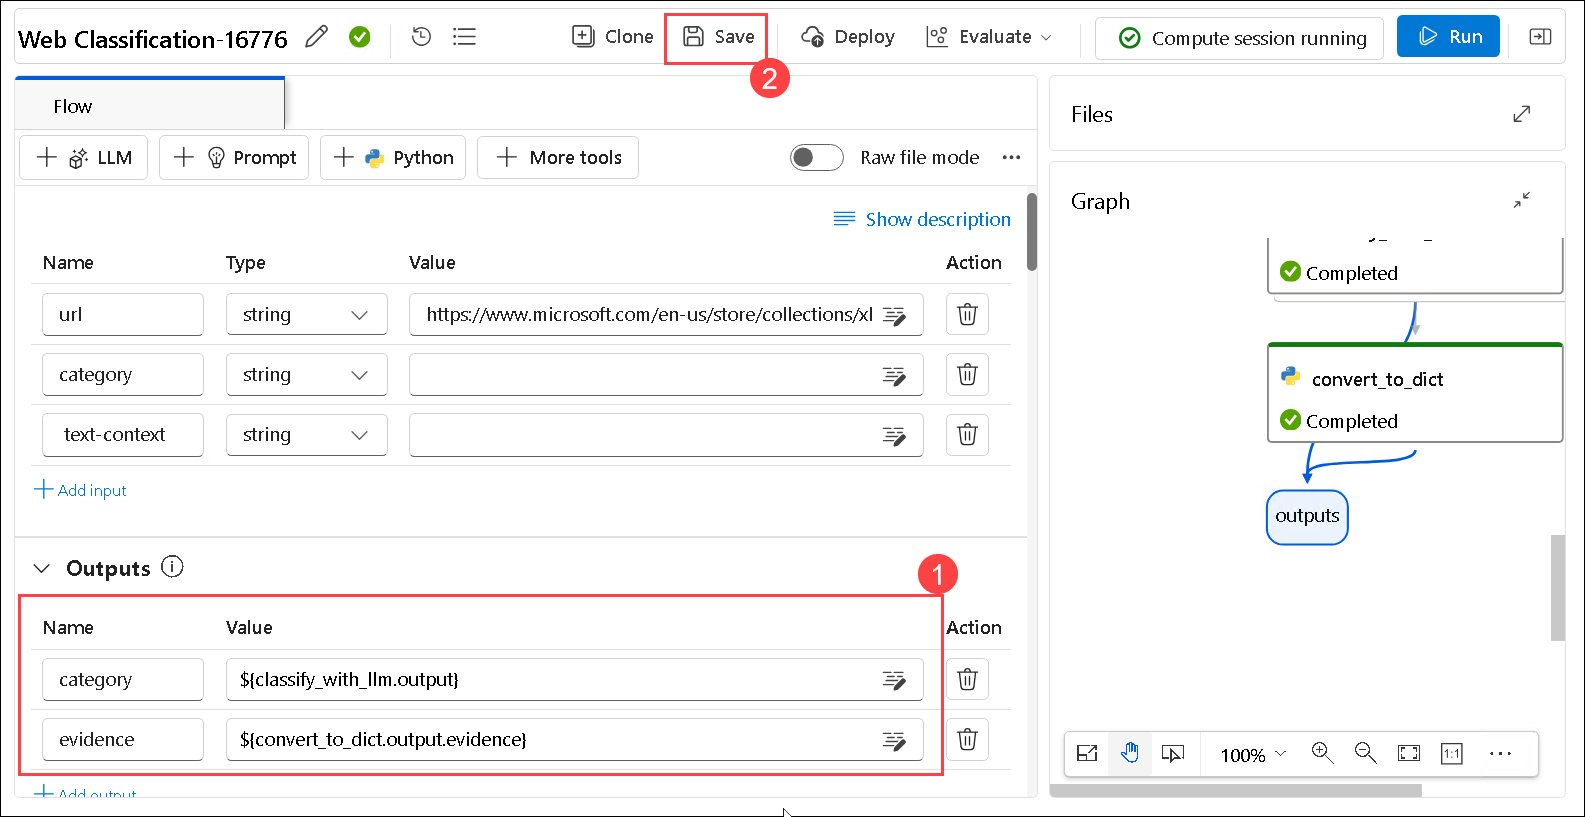 Web Classification-16776
Clone
Save
Deploy
Evaluate
Compute session running
Run
2
Flow
LLM
Prompt
Python
More tools
Raw file mode
Show description
Name Type Value Action
url string https://www.microsoft.com/en-us/store/collections/xl
category string
text-context string
Add input
Outputs
1
Name Value Action
category ${classify_with_llm.output}
evidence ${convert_to_dict.output.evidence}
Add output
Files
Graph
Completed
convert_to_dict
Completed
outputs
100%
1:1